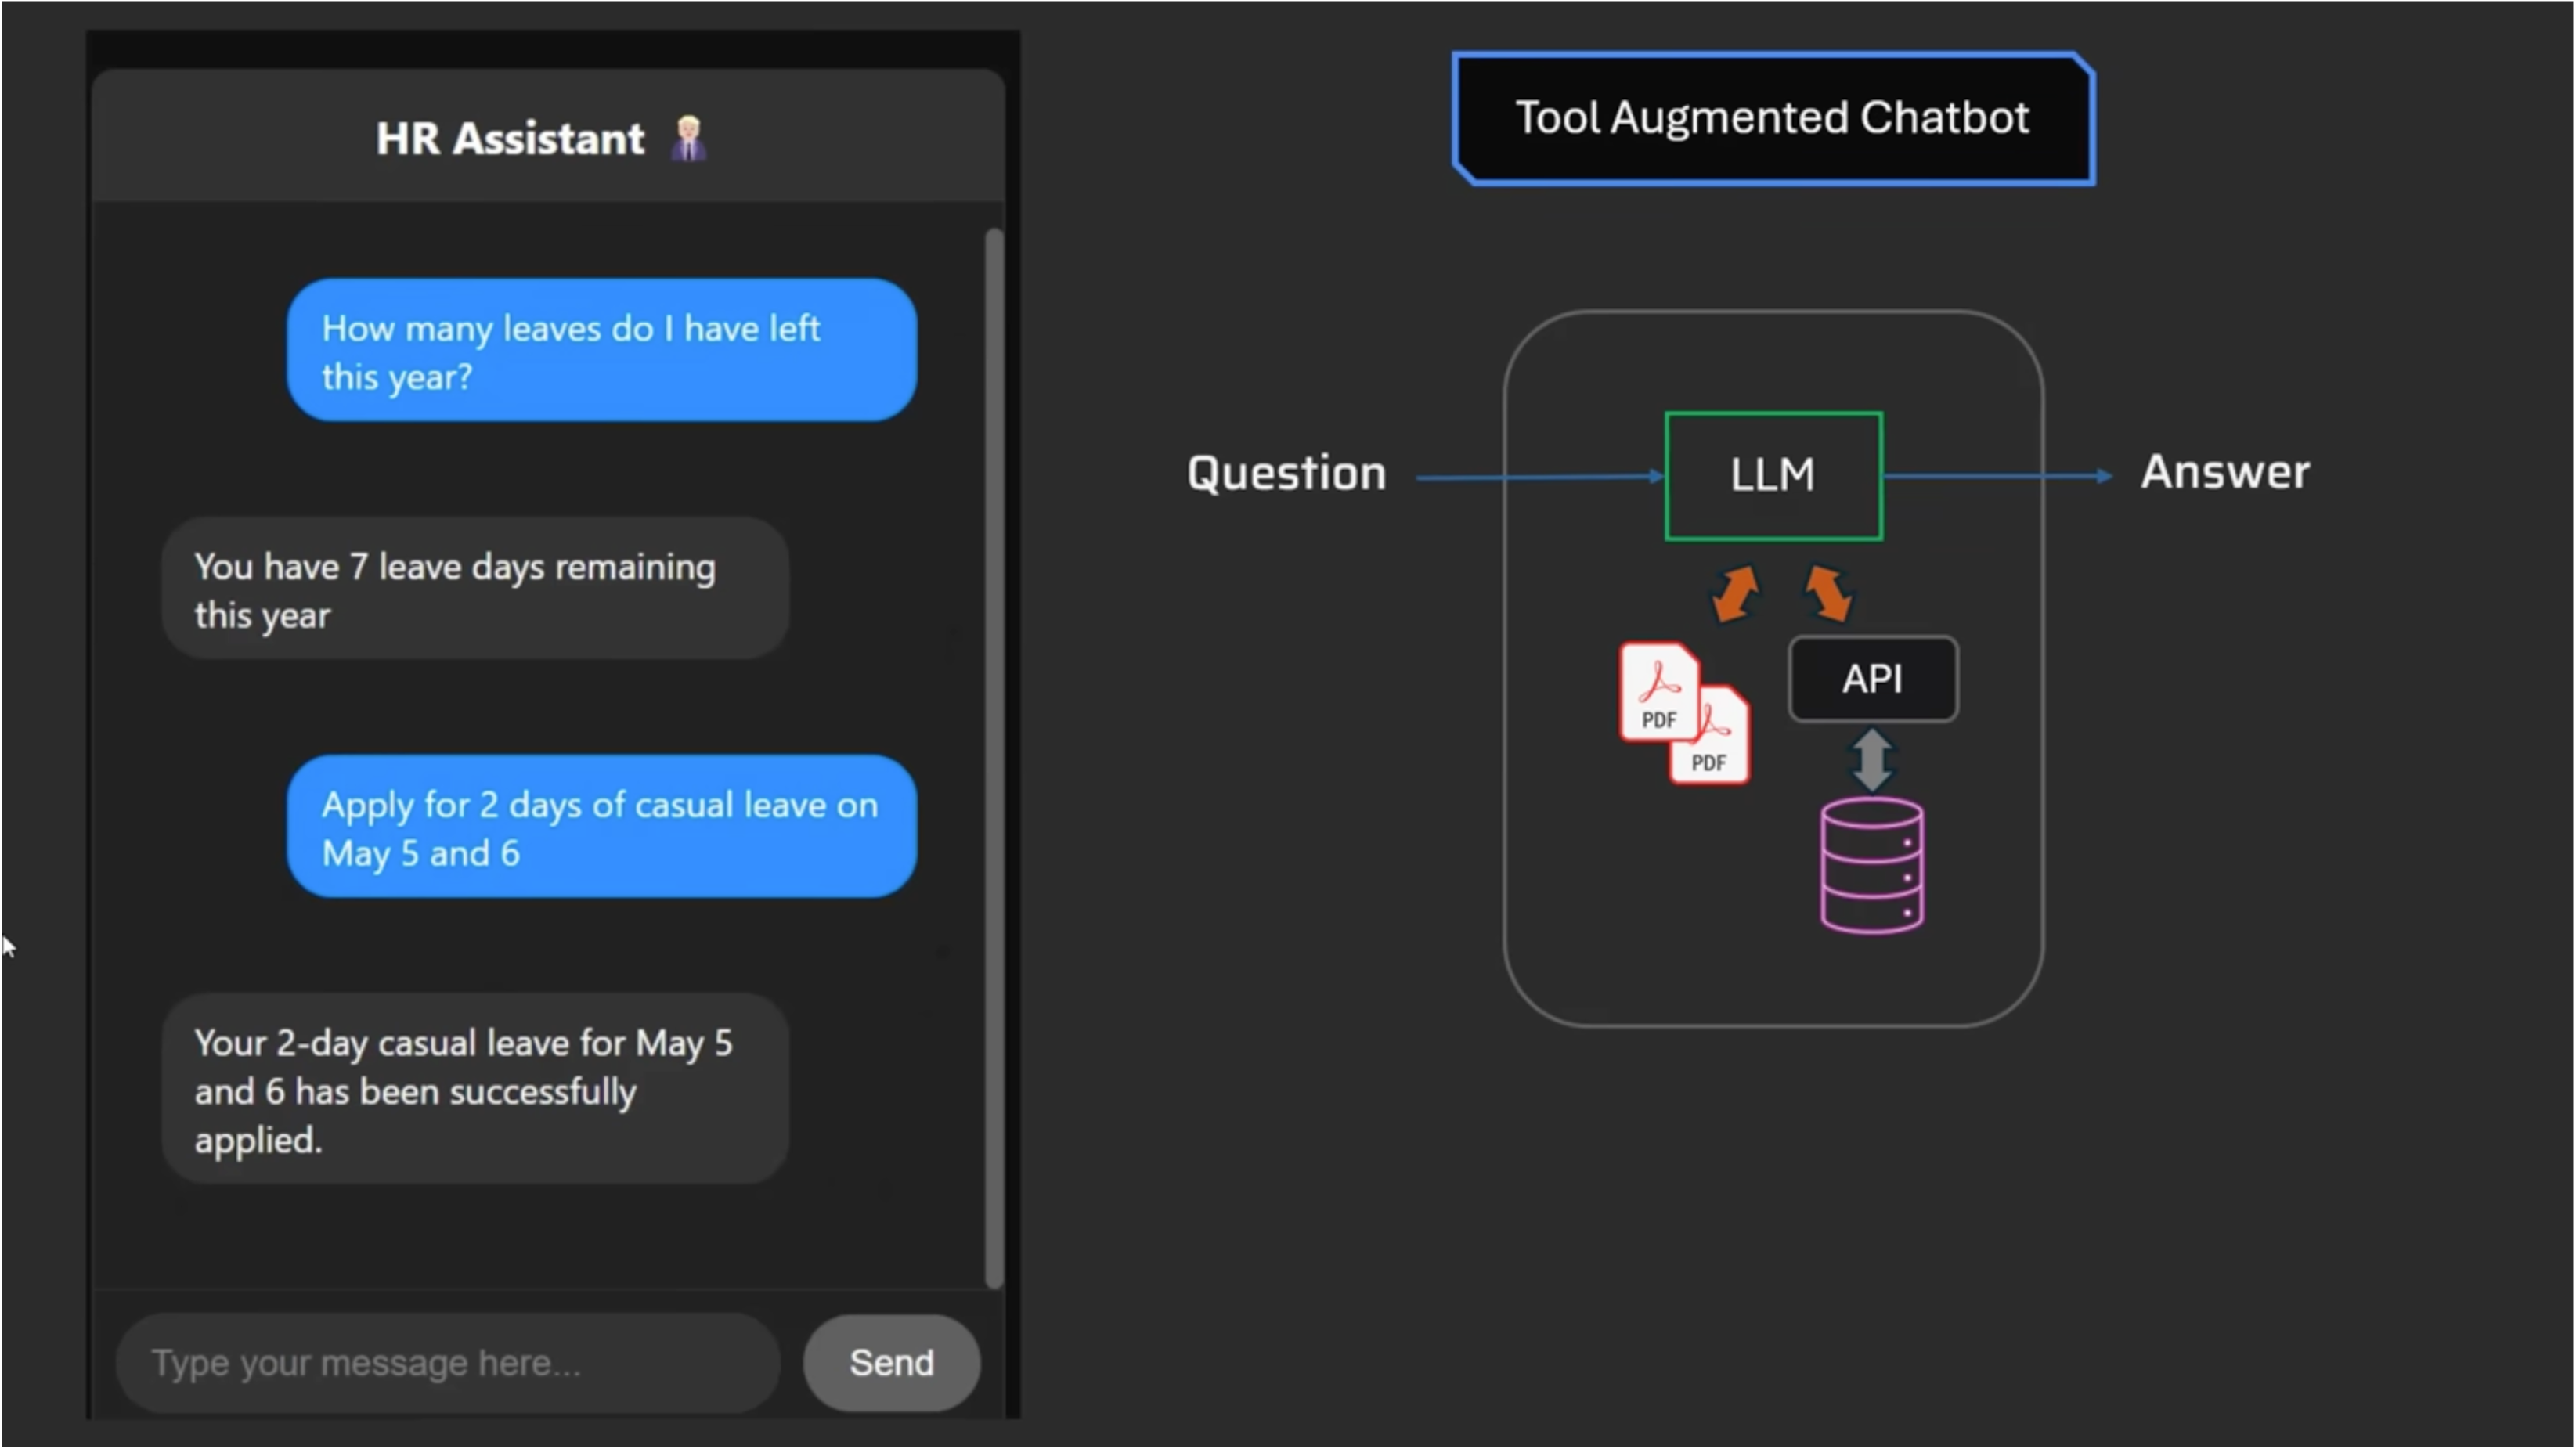 HR Assistant
How many leaves do I have left
this year?
You have 7 leave days remaining
this year
Apply for 2 days of casual leave on
May 5 and 6
Your 2-day casual leave for May 5
and 6 has been successfully
applied.
Type your message here...
Send
Tool Augmented Chatbot
Question
LLM
Answer
PDF
PDF
API